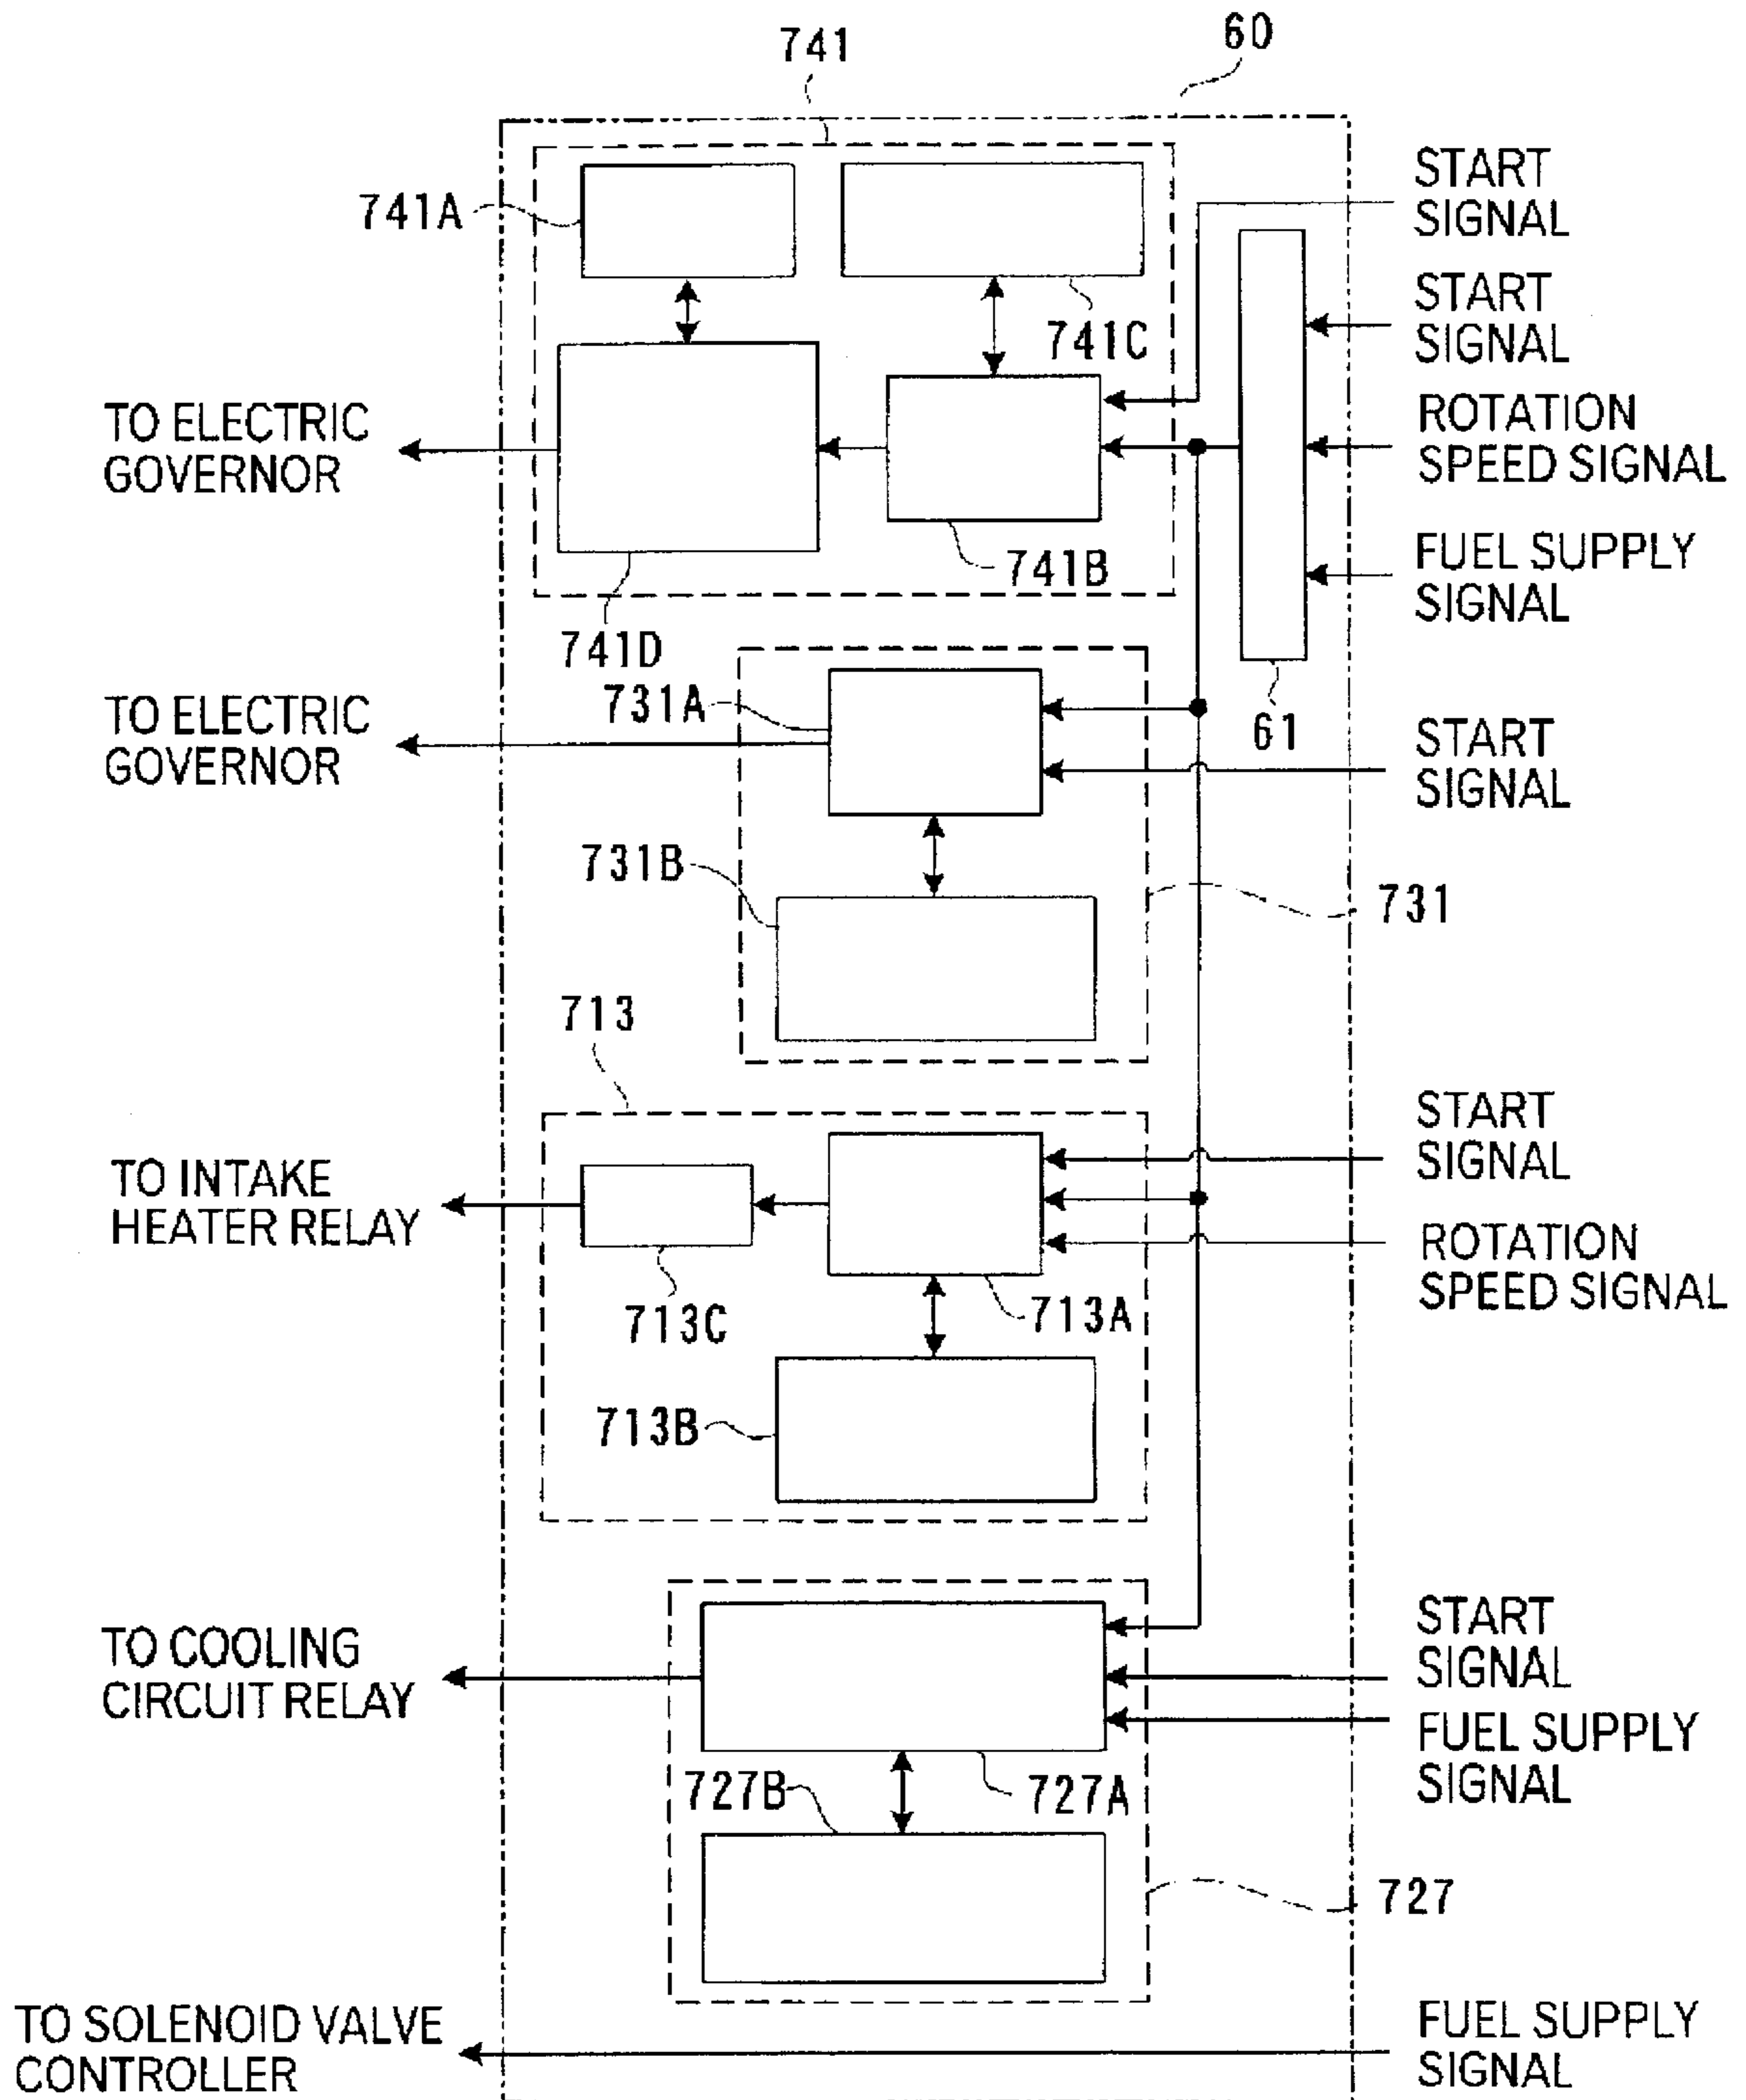 741
60
START
SIGNAL
741A
START
SIGNAL
741C
ROTATION
SPEED SIGNAL
TO ELECTRIC
GOVERNOR
FUEL SUPPLY
SIGNAL
741B
741D
731A
61
TO ELECTRIC
GOVERNOR
START
SIGNAL
731B
731
713
START
SIGNAL
TO INTAKE
HEATER RELAY
ROTATION
SPEED SIGNAL
713C
713A
713B
START
SIGNAL
TO COOLING
CIRCUIT RELAY
FUEL SUPPLY
SIGNAL
727B
727A
727
TO SOLENOID VALVE
CONTROLLER
FUEL SUPPLY
SIGNAL